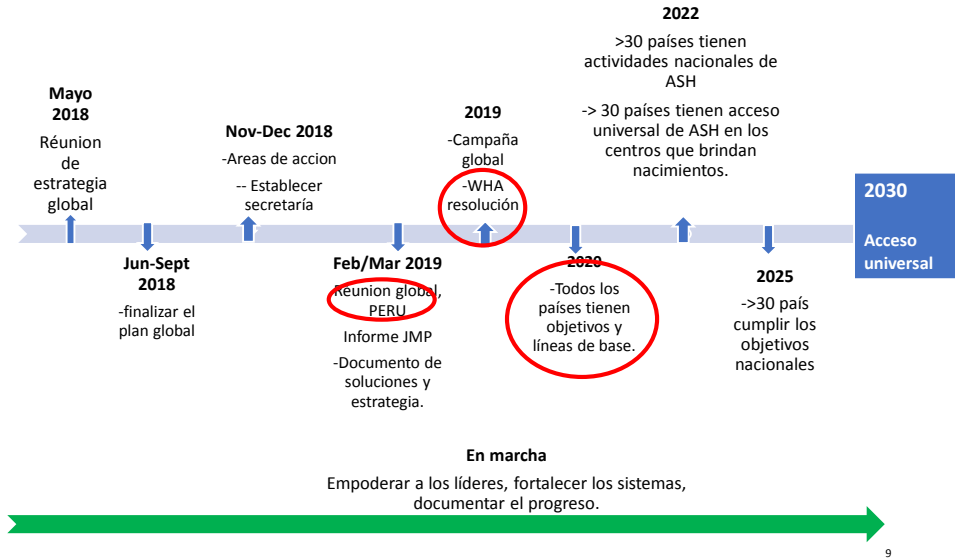 Mayo
2018
Réunion
de
estrategia
global
Jun-Sept
2018
-finalizar el
plan global
Nov-Dec 2018
-Areas de accion
-- Establecer
secretaría
Feb/Mar 2019
Reunion global,
PERU
Informe JMP
-Documento de
soluciones y
estrategia.
2019
-Campaña
global
-WHA
resolución
2020
-Todos los
países tienen
objetivos y
líneas de base.
2022
>30 países tienen
actividades nacionales de
ASH
-> 30 países tienen acceso
universal de ASH en los
centros que brindan
nacimientos.
2025
->30 país
cumplir los
objetivos
nacionales
2030
Acceso
universal
En marcha
Empoderar a los líderes, fortalecer los sistemas,
documentar el progreso.
9